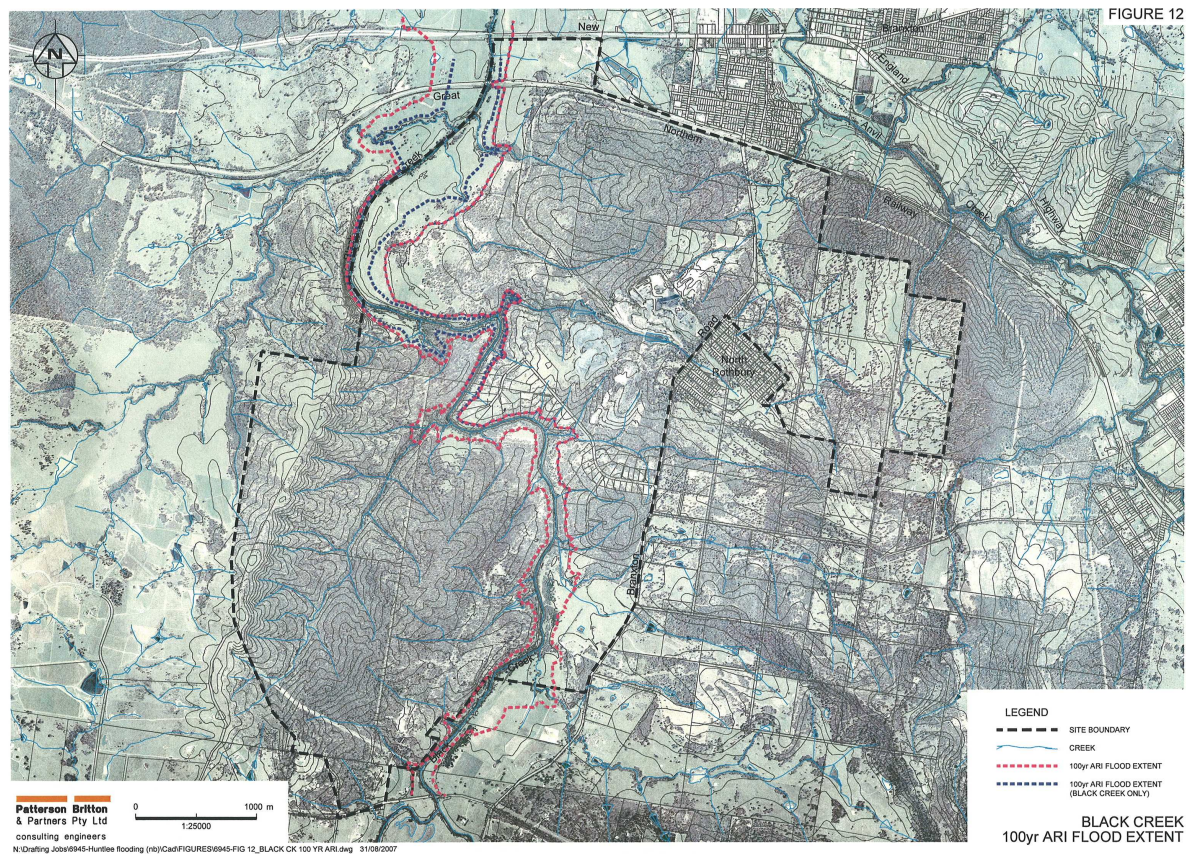 FIGURE 12
N
New
Braxton
England
Great
Anvil
Northern
Creek
Railway
Creek
Highway
Road
North
Rothbury
Branxton
Creek
LEGEND
SITE BOUNDARY
CREEK
100yr ARI FLOOD EXTENT
100yr ARI FLOOD EXTENT
(BLACK CREEK ONLY)
Patterson Britton
& Partners Pty Ltd
consulting engineers
0 1000 m
1:25000
BLACK CREEK
100yr ARI FLOOD EXTENT
N:\Drafting Jobs\6945-Huntlee flooding (nb)\Cad\FIGURES\6945-FIG 12_BLACK CK 100 YR ARI.dwg 31/08/2007